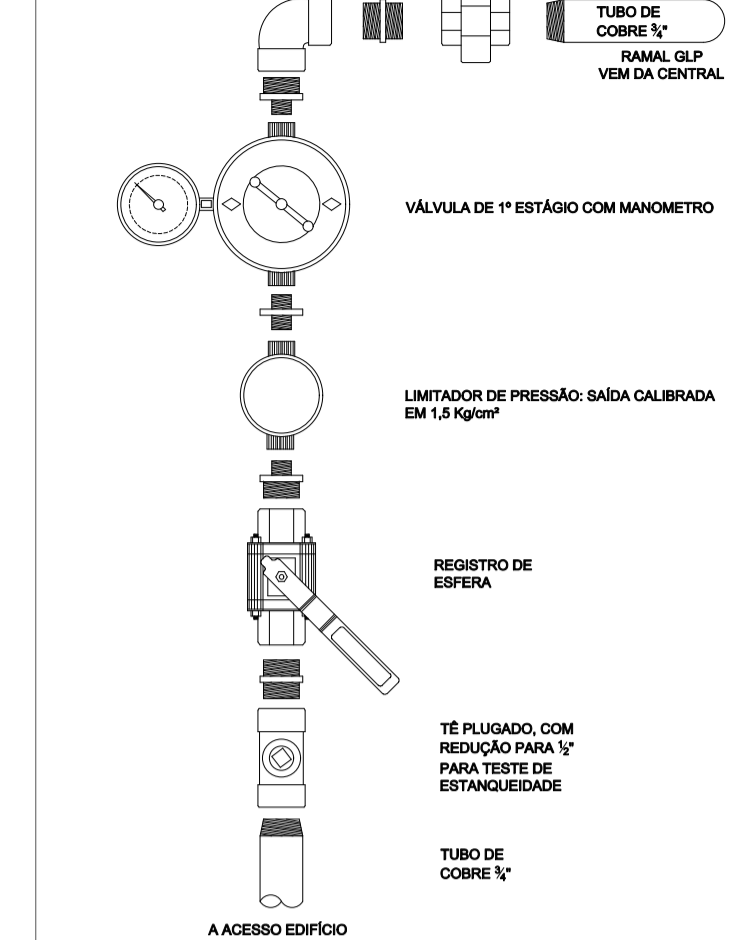 TUBO DE
COBRE ¾"
RAMAL GLP
VEM DA CENTRAL
VÁLVULA DE 1º ESTÁGIO COM MANOMETRO
LIMITADOR DE PRESSÃO: SAÍDA CALIBRADA
EM 1,5 Kg/cm²
REGISTRO DE
ESFERA
TÊ PLUGADO, COM
REDUÇÃO PARA ½"
PARA TESTE DE
ESTANQUEIDADE
TUBO DE
COBRE ¾"
A ACESSO EDIFÍCIO